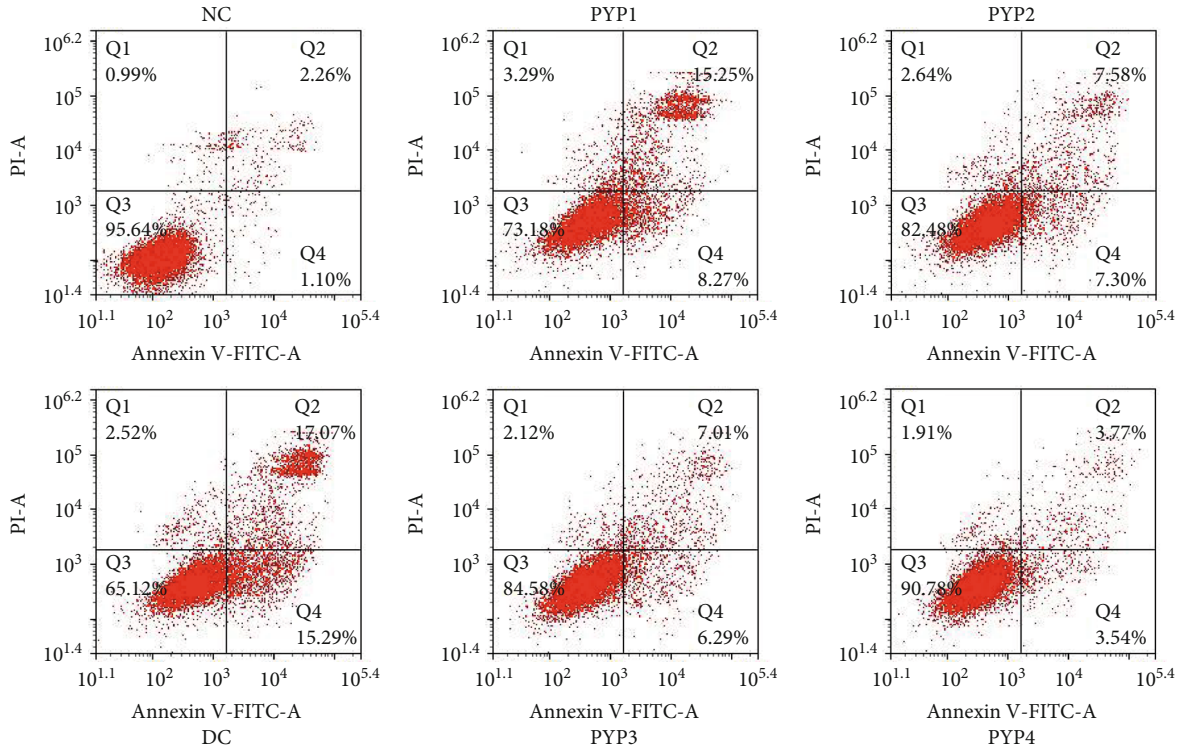 NC
Q1
0.99%
Q2
2.26%
Q3
95.64%
Q4
1.10%
10^6.2
10^5
10^4
10^3
10^1.4
PI-A
10^1.1 10^2 10^3 10^4 10^5.4
Annexin V-FITC-A
PYP1
Q1
3.29%
Q2
15.25%
Q3
73.18%
Q4
8.27%
10^6.2
10^5
10^4
10^3
10^1.4
PI-A
10^1.1 10^2 10^3 10^4 10^5.4
Annexin V-FITC-A
PYP2
Q1
2.64%
Q2
7.58%
Q3
82.48%
Q4
7.30%
10^6.2
10^5
10^4
10^3
10^1.4
PI-A
10^1.1 10^2 10^3 10^4 10^5.4
Annexin V-FITC-A
Q1
2.52%
Q2
17.07%
Q3
65.12%
Q4
15.29%
10^6.2
10^5
10^4
10^3
10^1.4
PI-A
10^1.1 10^2 10^3 10^4 10^5.4
Annexin V-FITC-A
DC
Q1
2.12%
Q2
7.01%
Q3
84.58%
Q4
6.29%
10^6.2
10^5
10^4
10^3
10^1.4
PI-A
10^1.1 10^2 10^3 10^4 10^5.4
Annexin V-FITC-A
PYP3
Q1
1.91%
Q2
3.77%
Q3
90.78%
Q4
3.54%
10^6.2
10^5
10^4
10^3
10^1.4
PI-A
10^1.1 10^2 10^3 10^4 10^5.4
Annexin V-FITC-A
PYP4